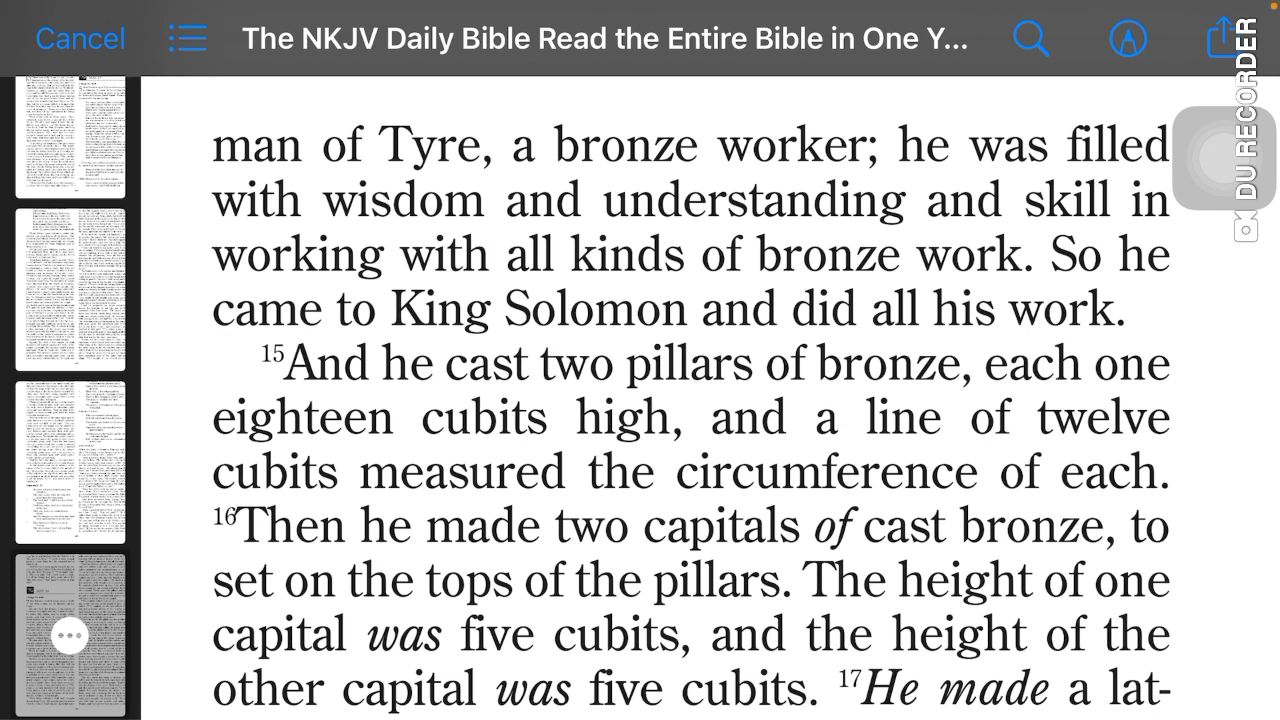 Cancel
The NKJV Daily Bible Read the Entire Bible in One Y...
DU RECORDER
man of Tyre, a bronze worker; he was filled
with wisdom and understanding and skill in
working with all kinds of bronze work. So he
came to King Solomon and did all his work.
15And he cast two pillars of bronze, each one
eighteen cubits high, and a line of twelve
cubits measured the circumference of each.
16Then he made two capitals of cast bronze, to
set on the tops of the pillars. The height of one
capital was five cubits, and the height of the
other capital was five cubits. 17He made a lat-